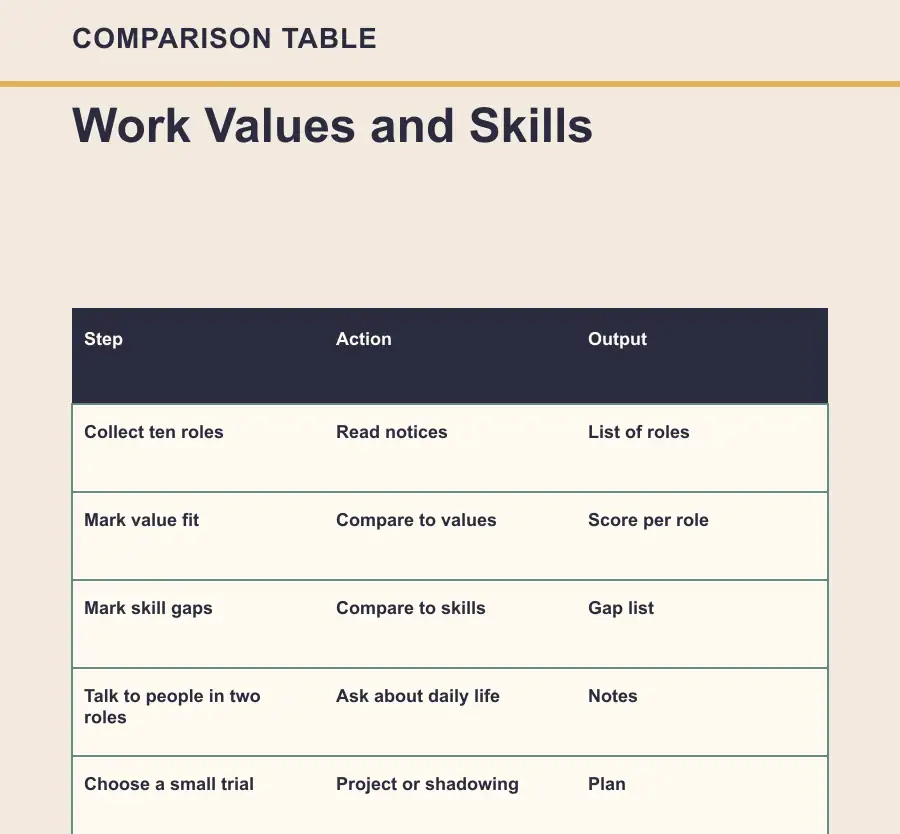 COMPARISON TABLE
Work Values and Skills
Step Action Output
Collect ten roles Read notices List of roles
Mark value fit Compare to values Score per role
Mark skill gaps Compare to skills Gap list
Talk to people in two Ask about daily life Notes
roles
Choose a small trial Project or shadowing Plan